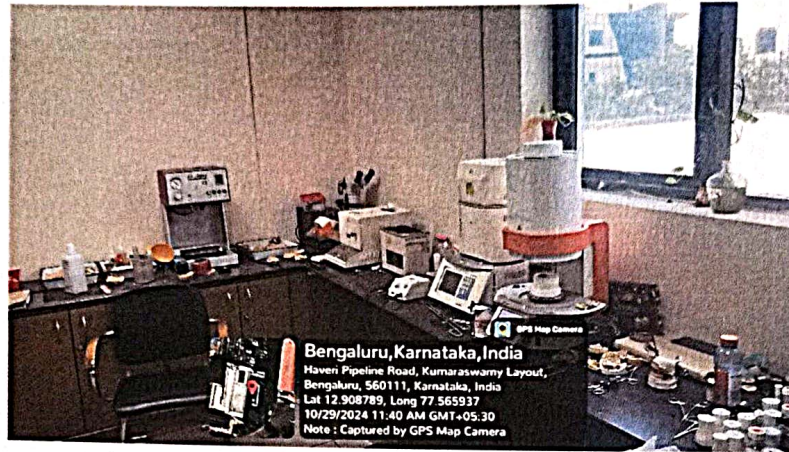 GPS Map Camera
Bengaluru,Karnataka,India
Haveri Pipeline Road, Kumaraswamy Layout,
Bengaluru, 560111, Karnataka, India
Lat 12.908789, Long 77.565937
10/29/2024 11:40 AM GMT+05:30
Note : Captured by GPS Map Camera